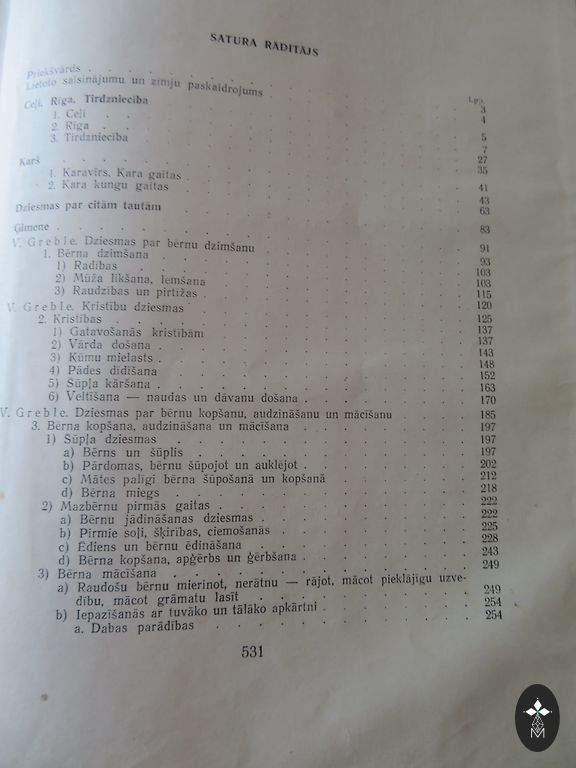 SATURA RĀDĪTĀJS
Lpp.
Priekšvārds 3
Lietoto saīsinājumu un zīmju paskaidrojums 4
Ceļi. Rīga. Tirdzniecība 5
1. Ceļi 7
2. Rīga 27
3. Tirdzniecība 35
Karš 41
1. Karavīrs. Kara gaitas 43
2. Kara kungu gaitas 63
Dziesmas par citām tautām 83
Ģimene 91
V. Greble. Dziesmas par bērnu dzimšanu 93
1. Bērna dzimšana 103
1) Radības 103
2) Mūža likšana, lemšana 115
3) Raudzības un pirtižas 120
V. Greble. Kristību dziesmas 125
2. Kristības 137
1) Gatavošanās kristībām 137
2) Vārda došana 143
3) Kūmu mielasts 148
4) Pādes dīdīšana 152
5) Šūpļa kāršana 163
6) Veltīšana — naudas un dāvanu došana 170
V. Greble. Dziesmas par bērnu kopšanu, audzināšanu un mācīšanu 185
3. Bērna kopšana, audzināšana un mācīšana 197
1) Šūpļa dziesmas 197
a) Bērns un šūplis 197
b) Pārdomas, bērnu šūpojot un auklējot 202
c) Mātes palīgi bērna šūpošanā un kopšanā 212
d) Bērna miegs 218
2) Mazbērnu pirmās gaitas 222
a) Bērnu jādināšanas dziesmas 222
b) Pirmie soļi, šķirības, ciemošanās 225
c) Ēdiens un bērnu ēdināšana 228
d) Bērna kopšana, apģērbs un ģērbšana 243
3) Bērna mācīšana 249
a) Raudošu bērnu mierinot, nerātnu — rājot, mācot pieklājīgu uzve-
dību, mācot grāmatu lasīt 249
b) Iepazīšanās ar tuvāko un tālāko apkārtni 254
a. Dabas parādības 254
531
M